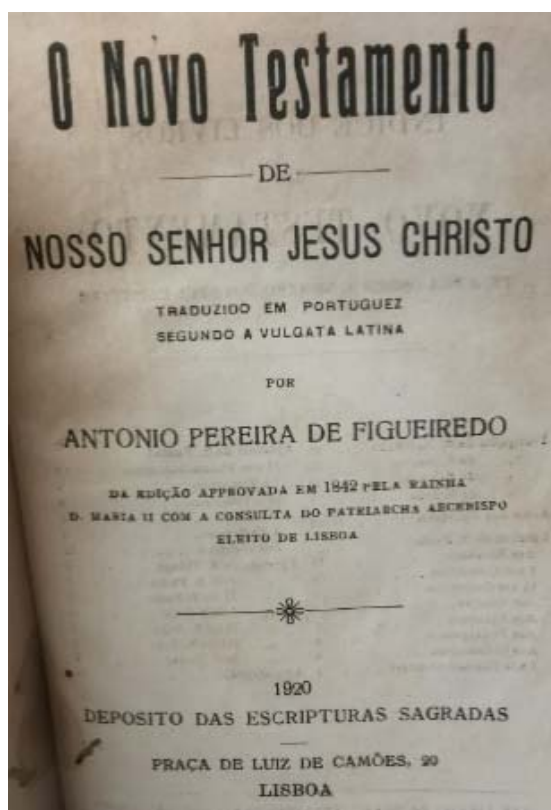 O Novo Testamento
DE
NOSSO SENHOR JESUS CHRISTO
TRADUZIDO EM PORTUGUEZ
SEGUNDO A VULGATA LATINA
POR
ANTONIO PEREIRA DE FIGUEIREDO
DA EDIÇÃO APPROVADA EM 1842 PELA RAINHA
D. MARIA II COM A CONSULTA DO PATRIARCHA ARCEBISPO
ELEITO DE LISBOA
1920
DEPOSITO DAS ESCRIPTURAS SAGRADAS
PRAÇA DE LUIZ DE CAMÕES, 20
LISBOA